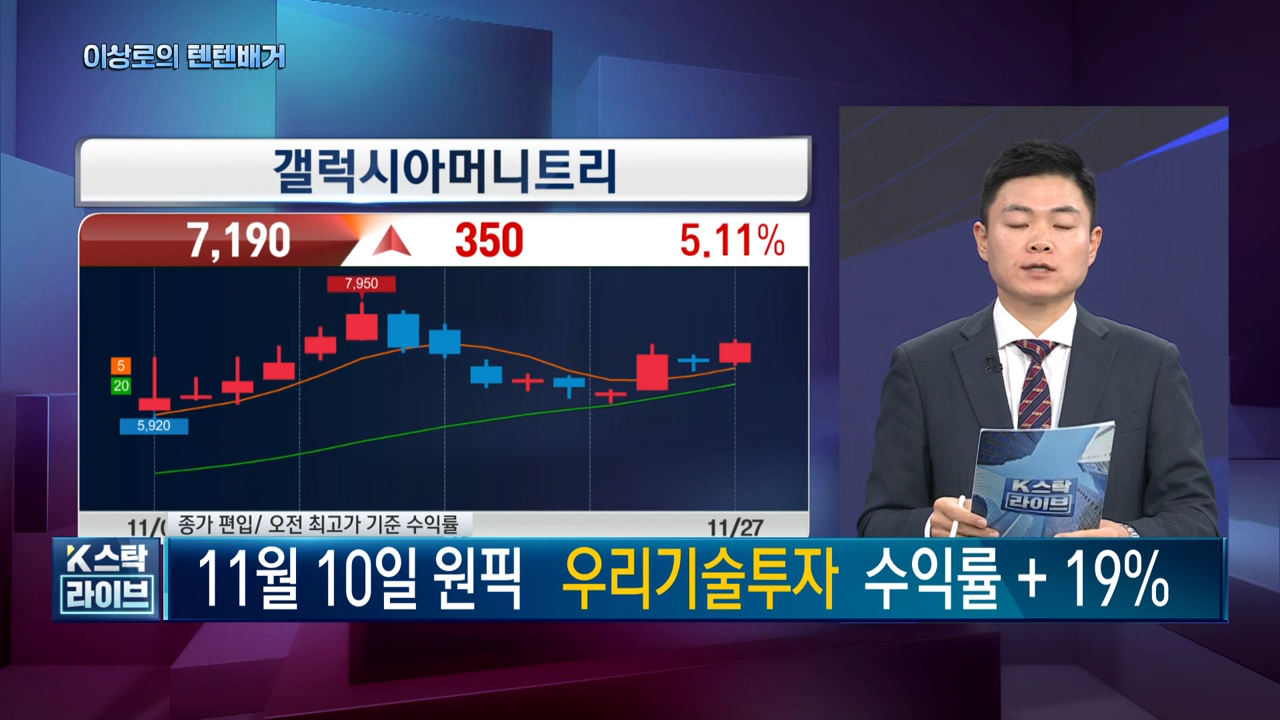 이상로의 텐텐배거
갤럭시아머니트리
7,190 350 5.11%
7,950
5
20
5,920
11/27
종가 편입/ 오전 최고가 기준 수익률
K스탁
라이브
K스탁
라이브
11월 10일 원픽 우리기술투자 수익률 + 19%